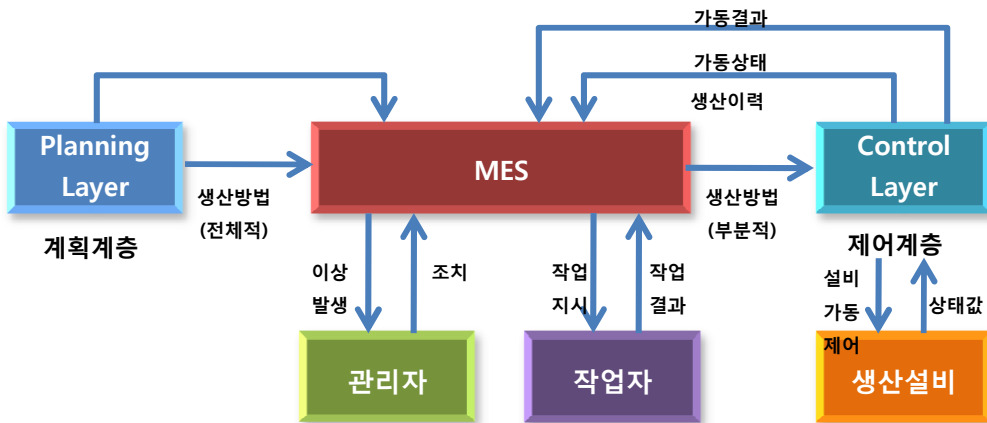 가동결과
가동상태
생산이력
Planning
Layer
MES
Control
Layer
생산방법
(전체적)
생산방법
(부분적)
계획계층
제어계층
이상
발생
조치
작업
지시
작업
결과
설비
가동
제어
상태값
관리자
작업자
생산설비